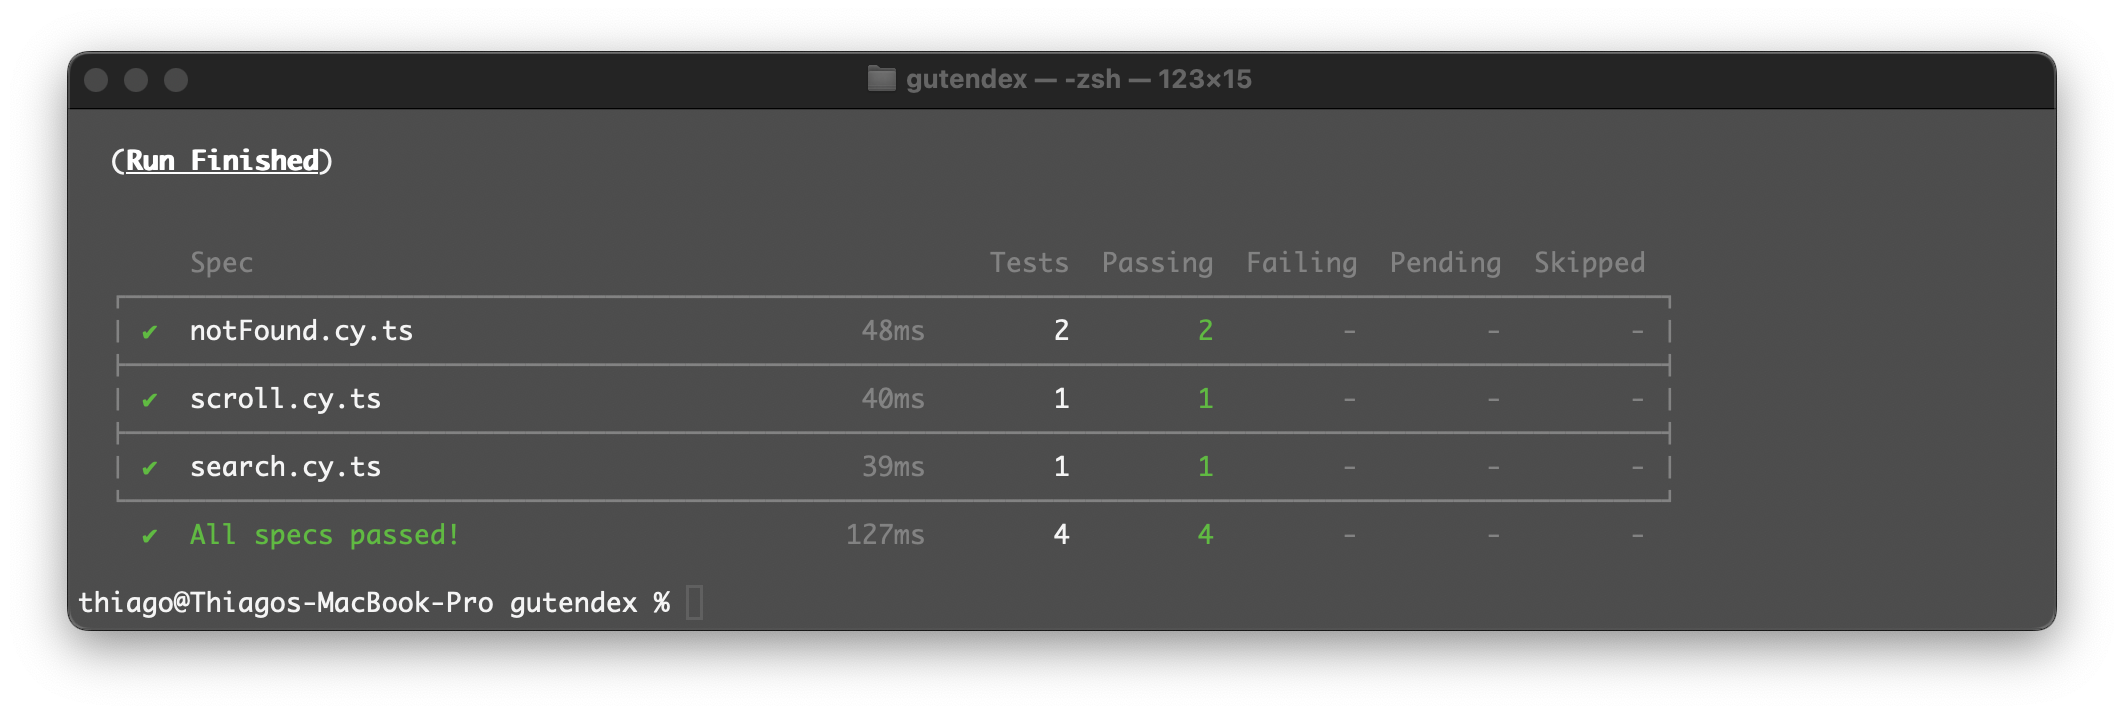 gutendex — -zsh — 123×15
(Run Finished)
Spec Tests Passing Failing Pending Skipped
✔ notFound.cy.ts 48ms 2 2 - - -
✔ scroll.cy.ts 40ms 1 1 - - -
✔ search.cy.ts 39ms 1 1 - - -
✔ All specs passed! 127ms 4 4 - - -
thiago@Thiagos-MacBook-Pro gutendex %